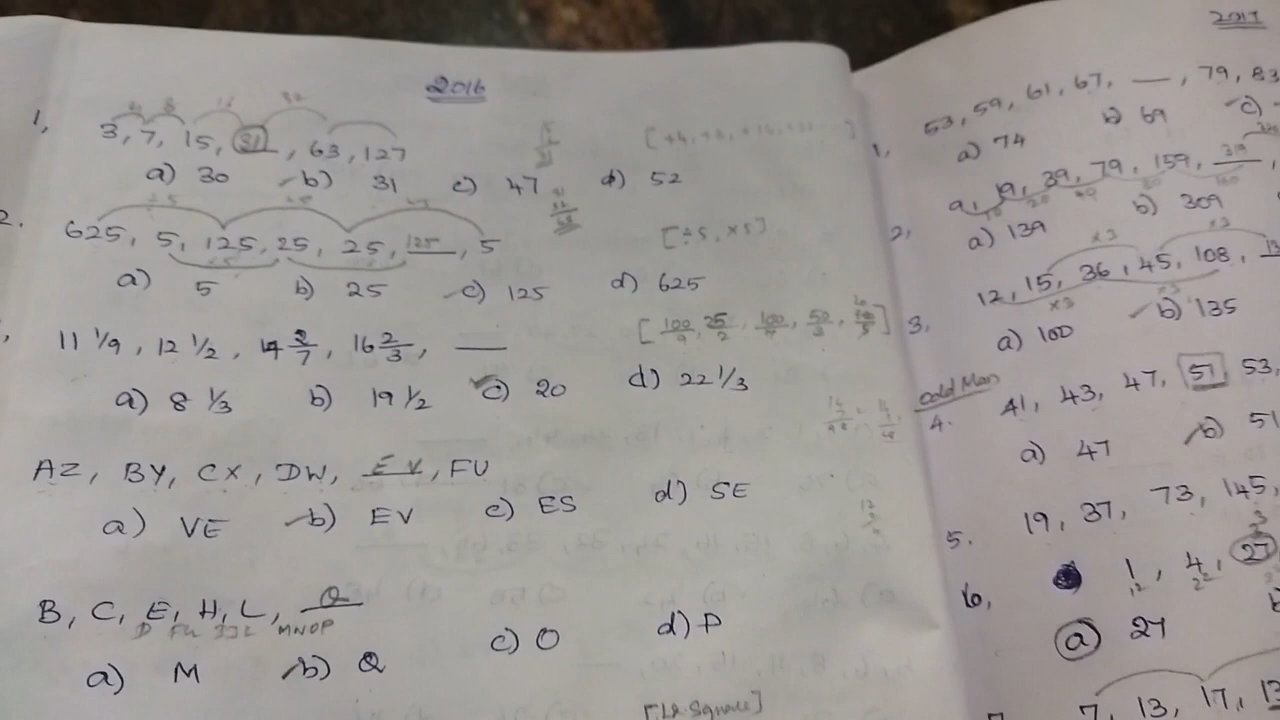 2016
1, 3, 7, 15, 31, 63, 127
a) 30 b) 31 c) 47 d) 52
2. 625, 5, 125, 25, 25, 125, 5 [÷5, ×5]
a) 5 b) 25 c) 125 d) 625
11 1/9, 12 1/2, 14 2/7, 16 2/3, ___
a) 8 1/3 b) 19 1/2 c) 20 d) 22 1/3
AZ, BY, CX, DW, EV, FU
a) VE b) EV c) ES d) SE
B, C, E, H, L, Q
D FG IJK MNOP
a) M b) Q c) O d) P
2017
1, 53, 59, 61, 67, ___, 79, 83
a) 74 b) 69 c)
2, 9, 19, 39, 79, 159, 319,
a) 139 b) 309
3. 12, 15, 36, 45, 108,
a) 100 b) 135
odd Man
4. 41, 43, 47, 51, 53,
a) 47 b) 51
5. 19, 37, 73, 145,
6, 1, 4, 27
a) 27
7, 13, 17,